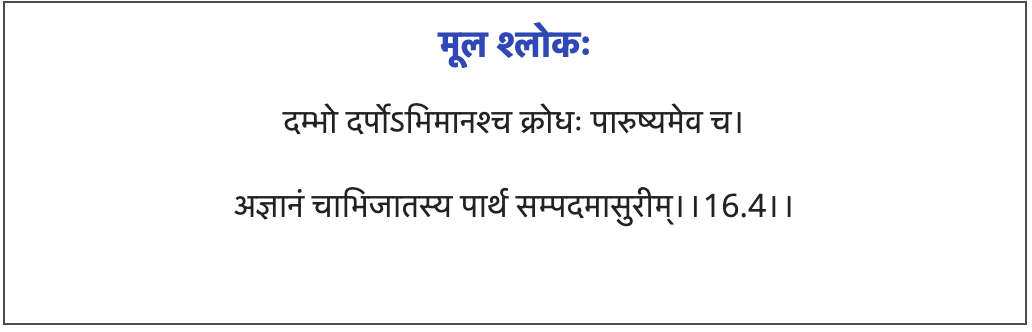 मूल श्लोकः
दम्भो दर्पोऽभिमानश्च क्रोधः पारुष्यमेव च।
अज्ञानं चाभिजातस्य पार्थ सम्पदमासुरीम्।।16.4।।